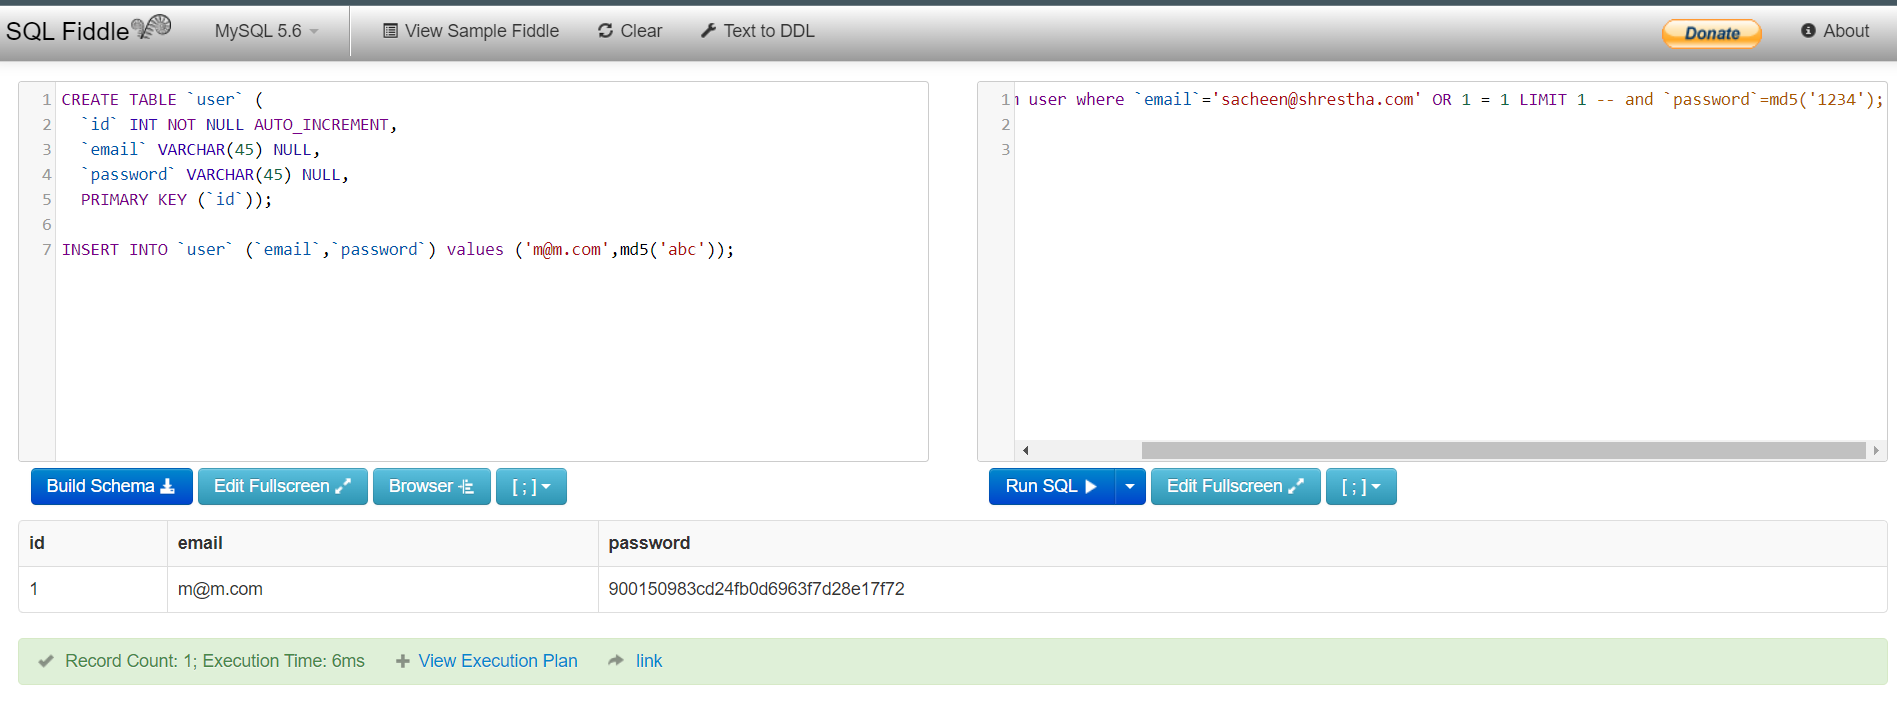 SQL Fiddle MySQL 5.6 View Sample Fiddle Clear Text to DDL Donate About
1 CREATE TABLE `user` (
2 `id` INT NOT NULL AUTO_INCREMENT,
3 `email` VARCHAR(45) NULL,
4 `password` VARCHAR(45) NULL,
5 PRIMARY KEY (`id`));
6
7 INSERT INTO `user` (`email`,`password`) values ('m@m.com',md5('abc'));
1 user where `email`='sacheen@shrestha.com' OR 1 = 1 LIMIT 1 -- and `password`=md5('1234');
2
3
Build Schema Edit Fullscreen Browser [ ; ]
Run SQL Edit Fullscreen [ ; ]
id email password
1 m@m.com 900150983cd24fb0d6963f7d28e17f72
Record Count: 1; Execution Time: 6ms View Execution Plan link